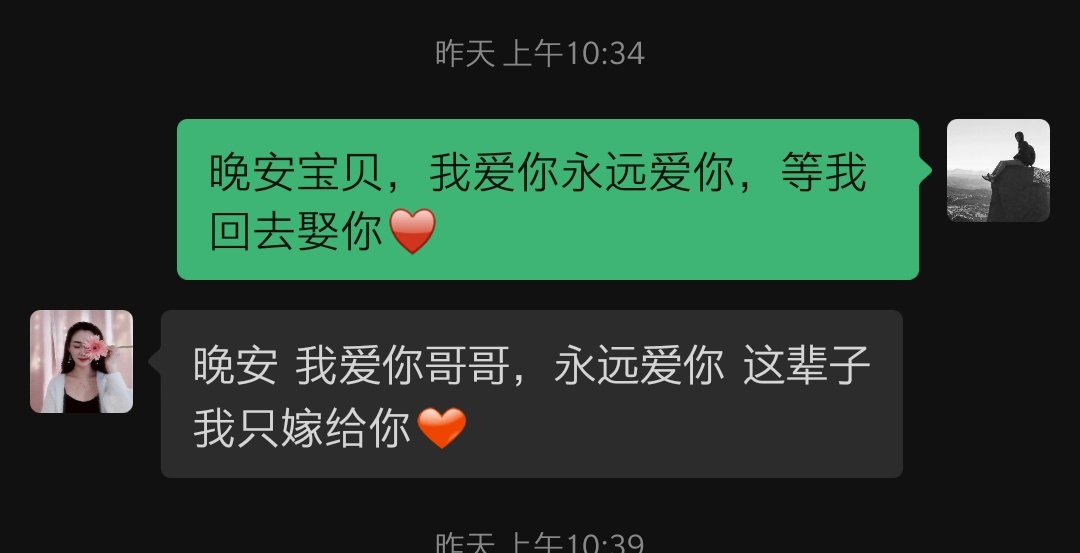 昨天 上午10:34
晚安宝贝，我爱你永远爱你，等我
回去娶你❤️
晚安 我爱你哥哥，永远爱你 这辈子
我只嫁给你🧡
昨天 上午10:39